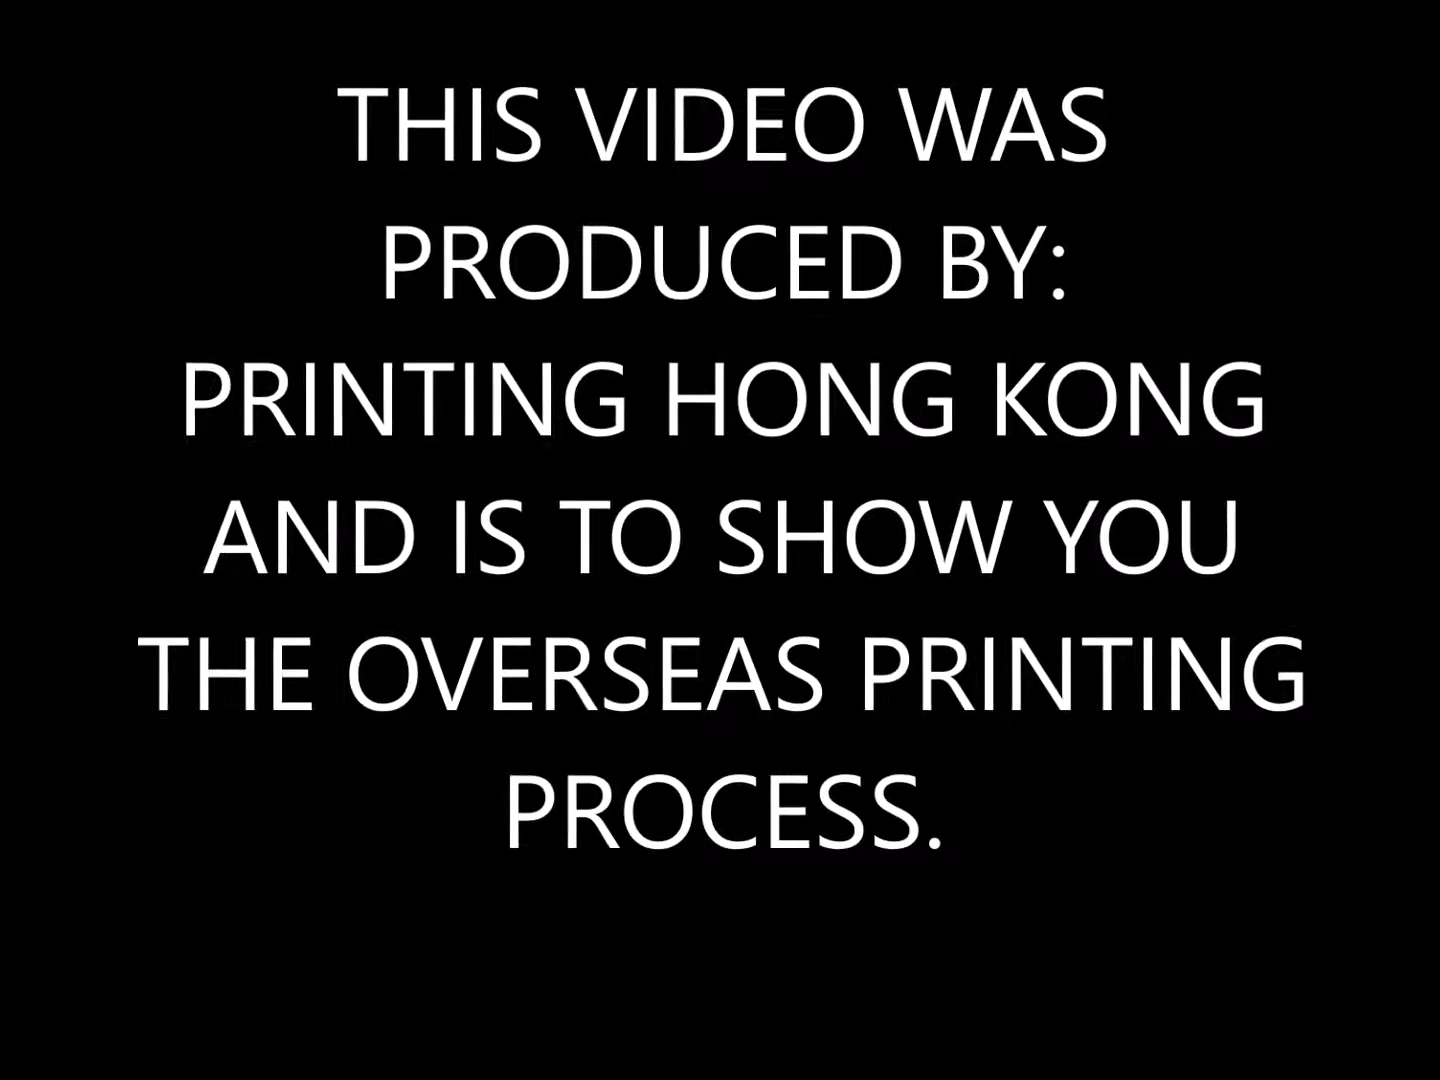 THIS VIDEO WAS
PRODUCED BY:
PRINTING HONG KONG
AND IS TO SHOW YOU
THE OVERSEAS PRINTING
PROCESS.